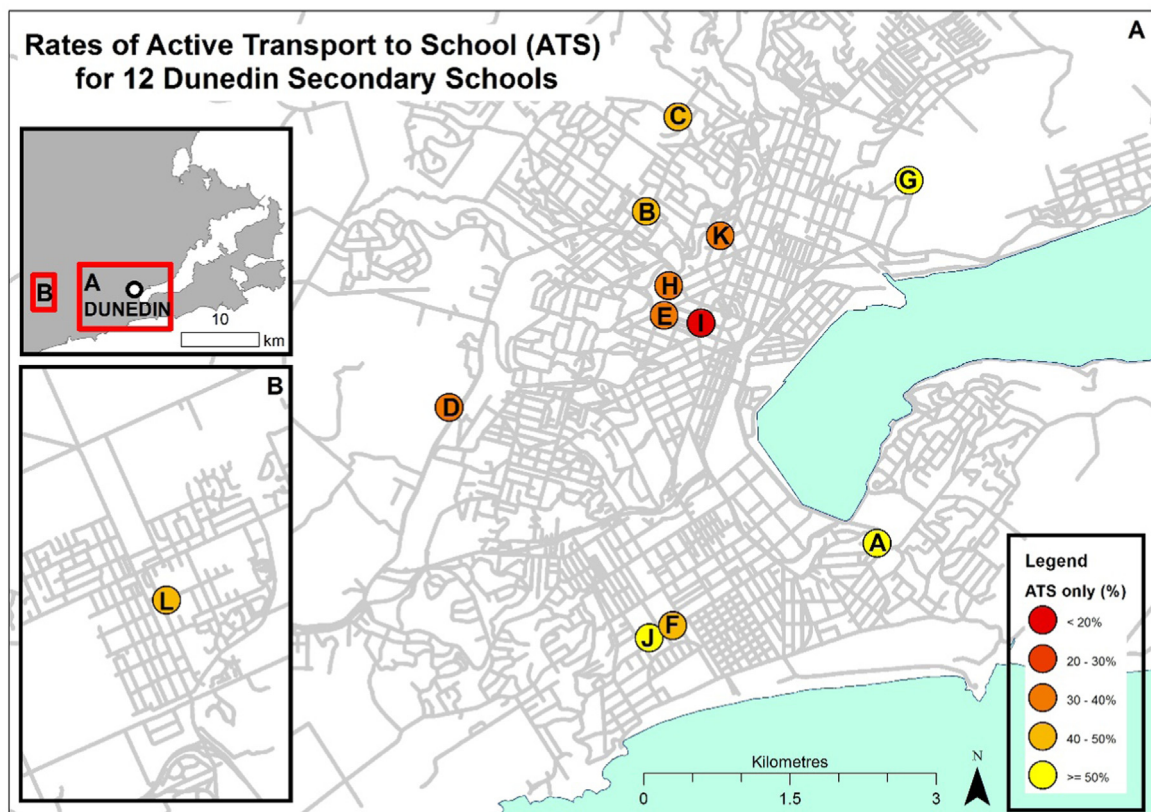 Rates of Active Transport to School (ATS)
for 12 Dunedin Secondary Schools
A
C
G
B
K
H
E
I
D
A
F
J
B
A
DUNEDIN
10
km
B
L
Kilometres
0
1.5
3
N
Legend
ATS only (%)
< 20%
20 - 30%
30 - 40%
40 - 50%
>= 50%